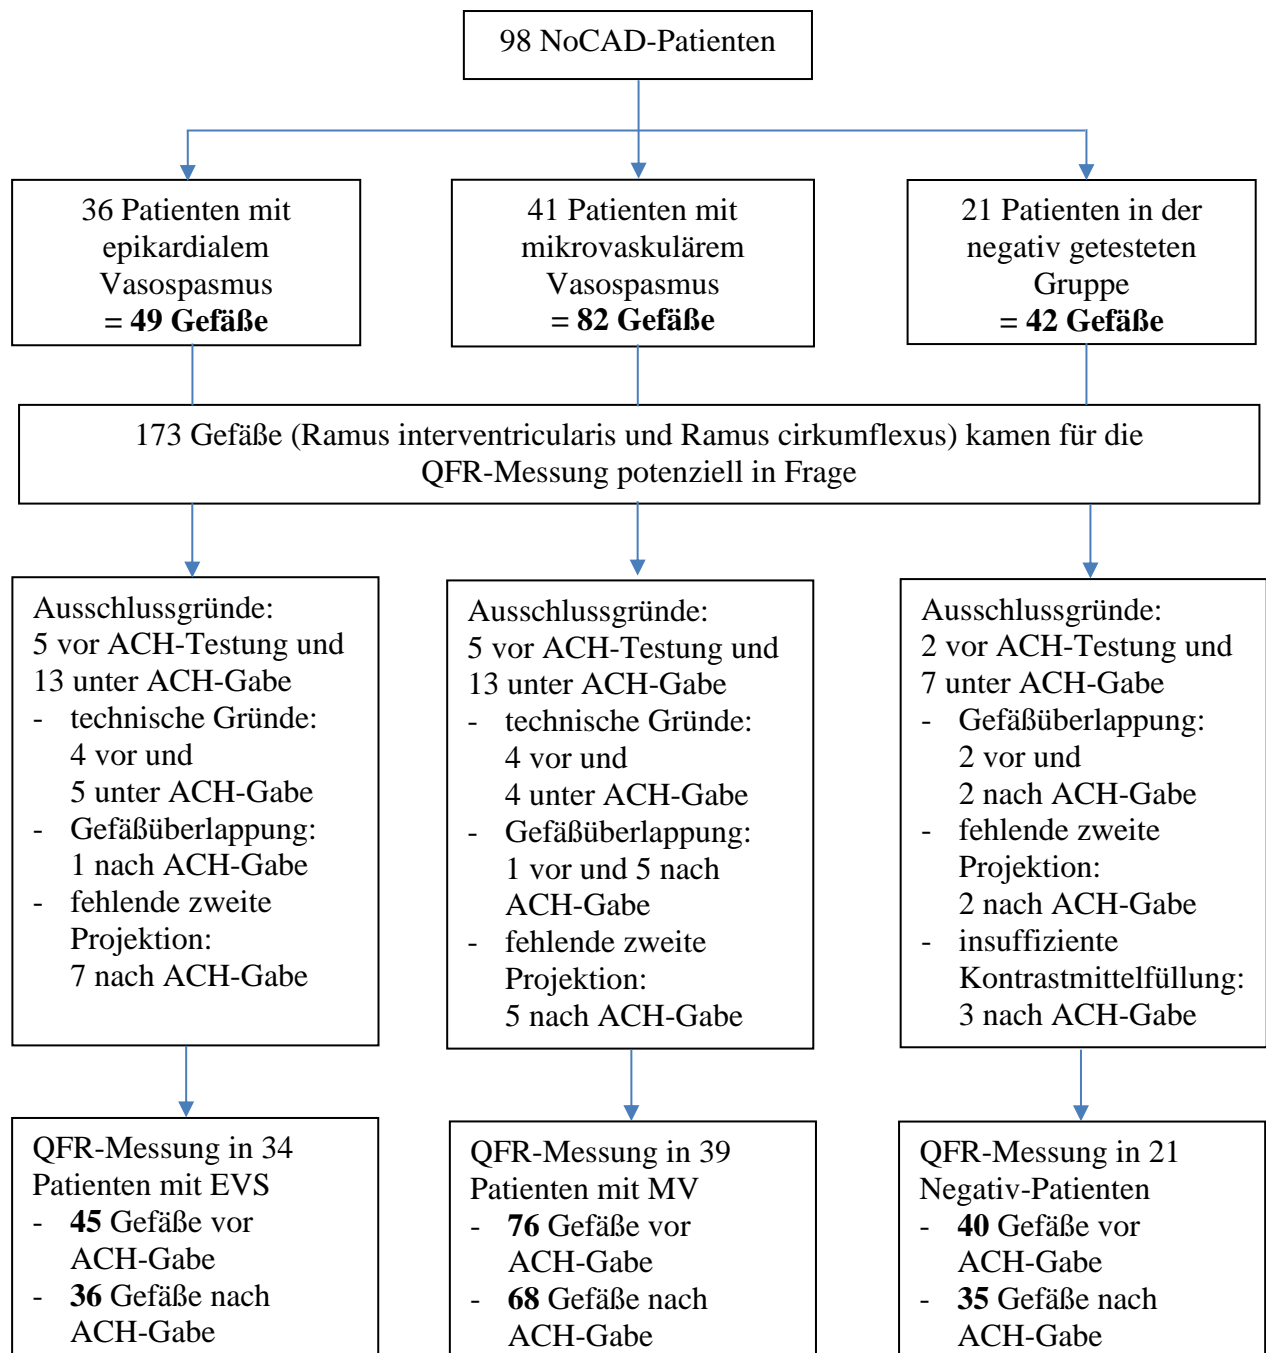 98 NoCAD-Patienten
36 Patienten mit
epikardialem
Vasospasmus
= 49 Gefäße
41 Patienten mit
mikrovaskulärem
Vasospasmus
= 82 Gefäße
21 Patienten in der
negativ getesteten
Gruppe
= 42 Gefäße
173 Gefäße (Ramus interventricularis und Ramus cirkumflexus) kamen für die
QFR-Messung potenziell in Frage
Ausschlussgründe:
5 vor ACH-Testung und
13 unter ACH-Gabe
- technische Gründe:
4 vor und
5 unter ACH-Gabe
- Gefäßüberlappung:
1 nach ACH-Gabe
- fehlende zweite
Projektion:
7 nach ACH-Gabe
Ausschlussgründe:
5 vor ACH-Testung und
13 unter ACH-Gabe
- technische Gründe:
4 vor und
4 unter ACH-Gabe
- Gefäßüberlappung:
1 vor und 5 nach
ACH-Gabe
- fehlende zweite
Projektion:
5 nach ACH-Gabe
Ausschlussgründe:
2 vor ACH-Testung und
7 unter ACH-Gabe
- Gefäßüberlappung:
2 vor und
2 nach ACH-Gabe
- fehlende zweite
Projektion:
2 nach ACH-Gabe
- insuffiziente
Kontrastmittelfüllung:
3 nach ACH-Gabe
QFR-Messung in 34
Patienten mit EVS
- 45 Gefäße vor
ACH-Gabe
- 36 Gefäße nach
ACH-Gabe
QFR-Messung in 39
Patienten mit MV
- 76 Gefäße vor
ACH-Gabe
- 68 Gefäße nach
ACH-Gabe
QFR-Messung in 21
Negativ-Patienten
- 40 Gefäße vor
ACH-Gabe
- 35 Gefäße nach
ACH-Gabe